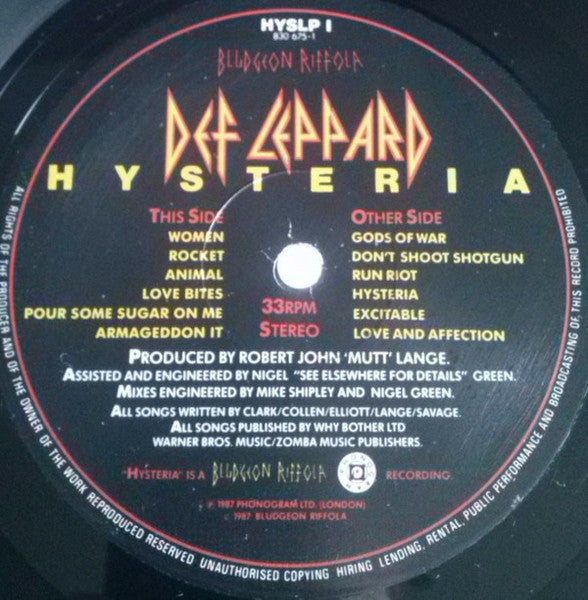 HYSLP 1
830 675-1
BLUDGEON RIFFOLA
DEF LEPPARD
HYSTERIA
THIS SIDE
WOMEN
ROCKET
ANIMAL
LOVE BITES
POUR SOME SUGAR ON ME
ARMAGEDDON IT
OTHER SIDE
GODS OF WAR
DON'T SHOOT SHOTGUN
RUN RIOT
HYSTERIA
EXCITABLE
LOVE AND AFFECTION
33RPM
STEREO
PRODUCED BY ROBERT JOHN 'MUTT' LANGE.
ASSISTED AND ENGINEERED BY NIGEL "SEE ELSEWHERE FOR DETAILS" GREEN.
MIXES ENGINEERED BY MIKE SHIPLEY AND NIGEL GREEN.
ALL SONGS WRITTEN BY CLARK/COLLEN/ELLIOTT/LANGE/SAVAGE.
ALL SONGS PUBLISHED BY WHY BOTHER LTD
WARNER BROS. MUSIC/ZOMBA MUSIC PUBLISHERS.
"HYSTERIA" IS A BLUDGEON RIFFOLA RECORDING.
℗ 1987 PHONOGRAM LTD. (LONDON)
1987 BLUDGEON RIFFOLA
ALL RIGHTS OF THE PRODUCER AND OF THE OWNER OF THE WORK REPRODUCED RESERVED UNAUTHORISED COPYING HIRING LENDING, RENTAL, PUBLIC PERFORMANCE AND BROADCASTING OF THIS RECORD PROHIBITED